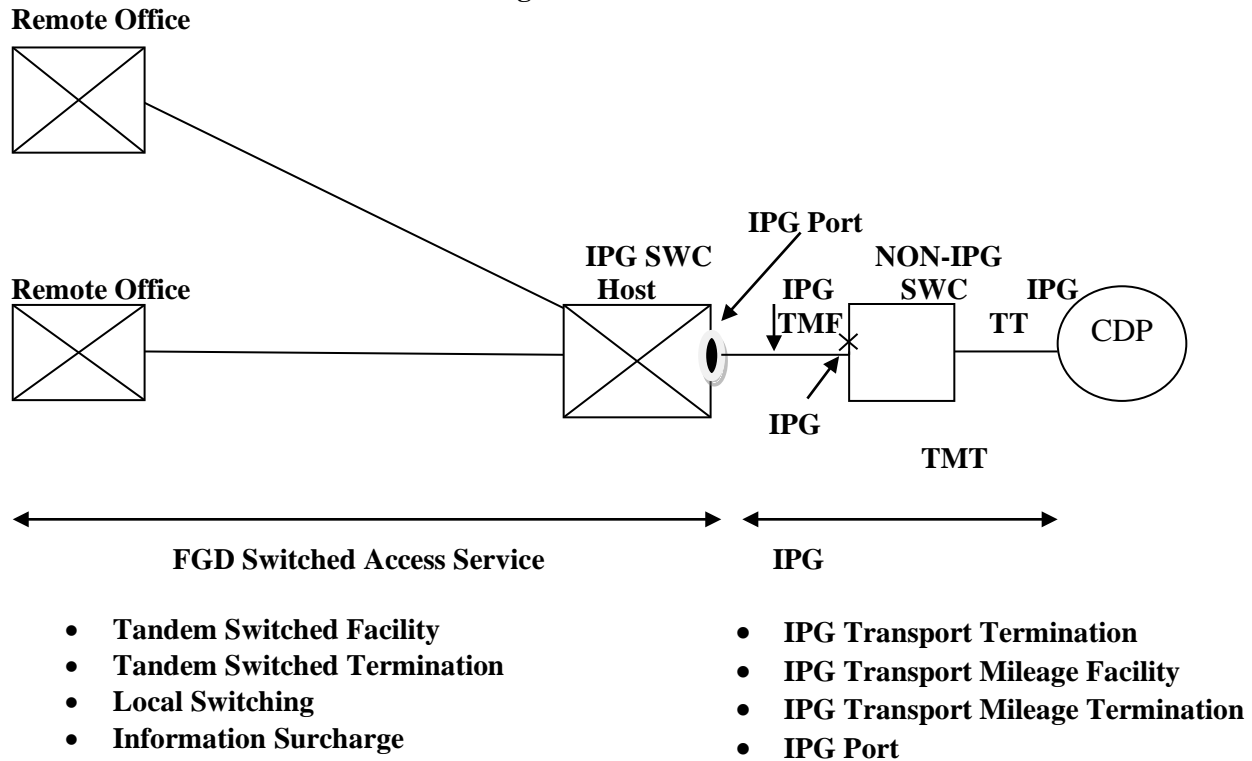 Remote Office
IPG Port
IPG SWC
Host
NON-IPG
SWC
Remote Office
IPG
TMF
IPG
TT
CDP
IPG
TMT
FGD Switched Access Service
IPG
• Tandem Switched Facility
• Tandem Switched Termination
• Local Switching
• Information Surcharge
• IPG Transport Termination
• IPG Transport Mileage Facility
• IPG Transport Mileage Termination
• IPG Port